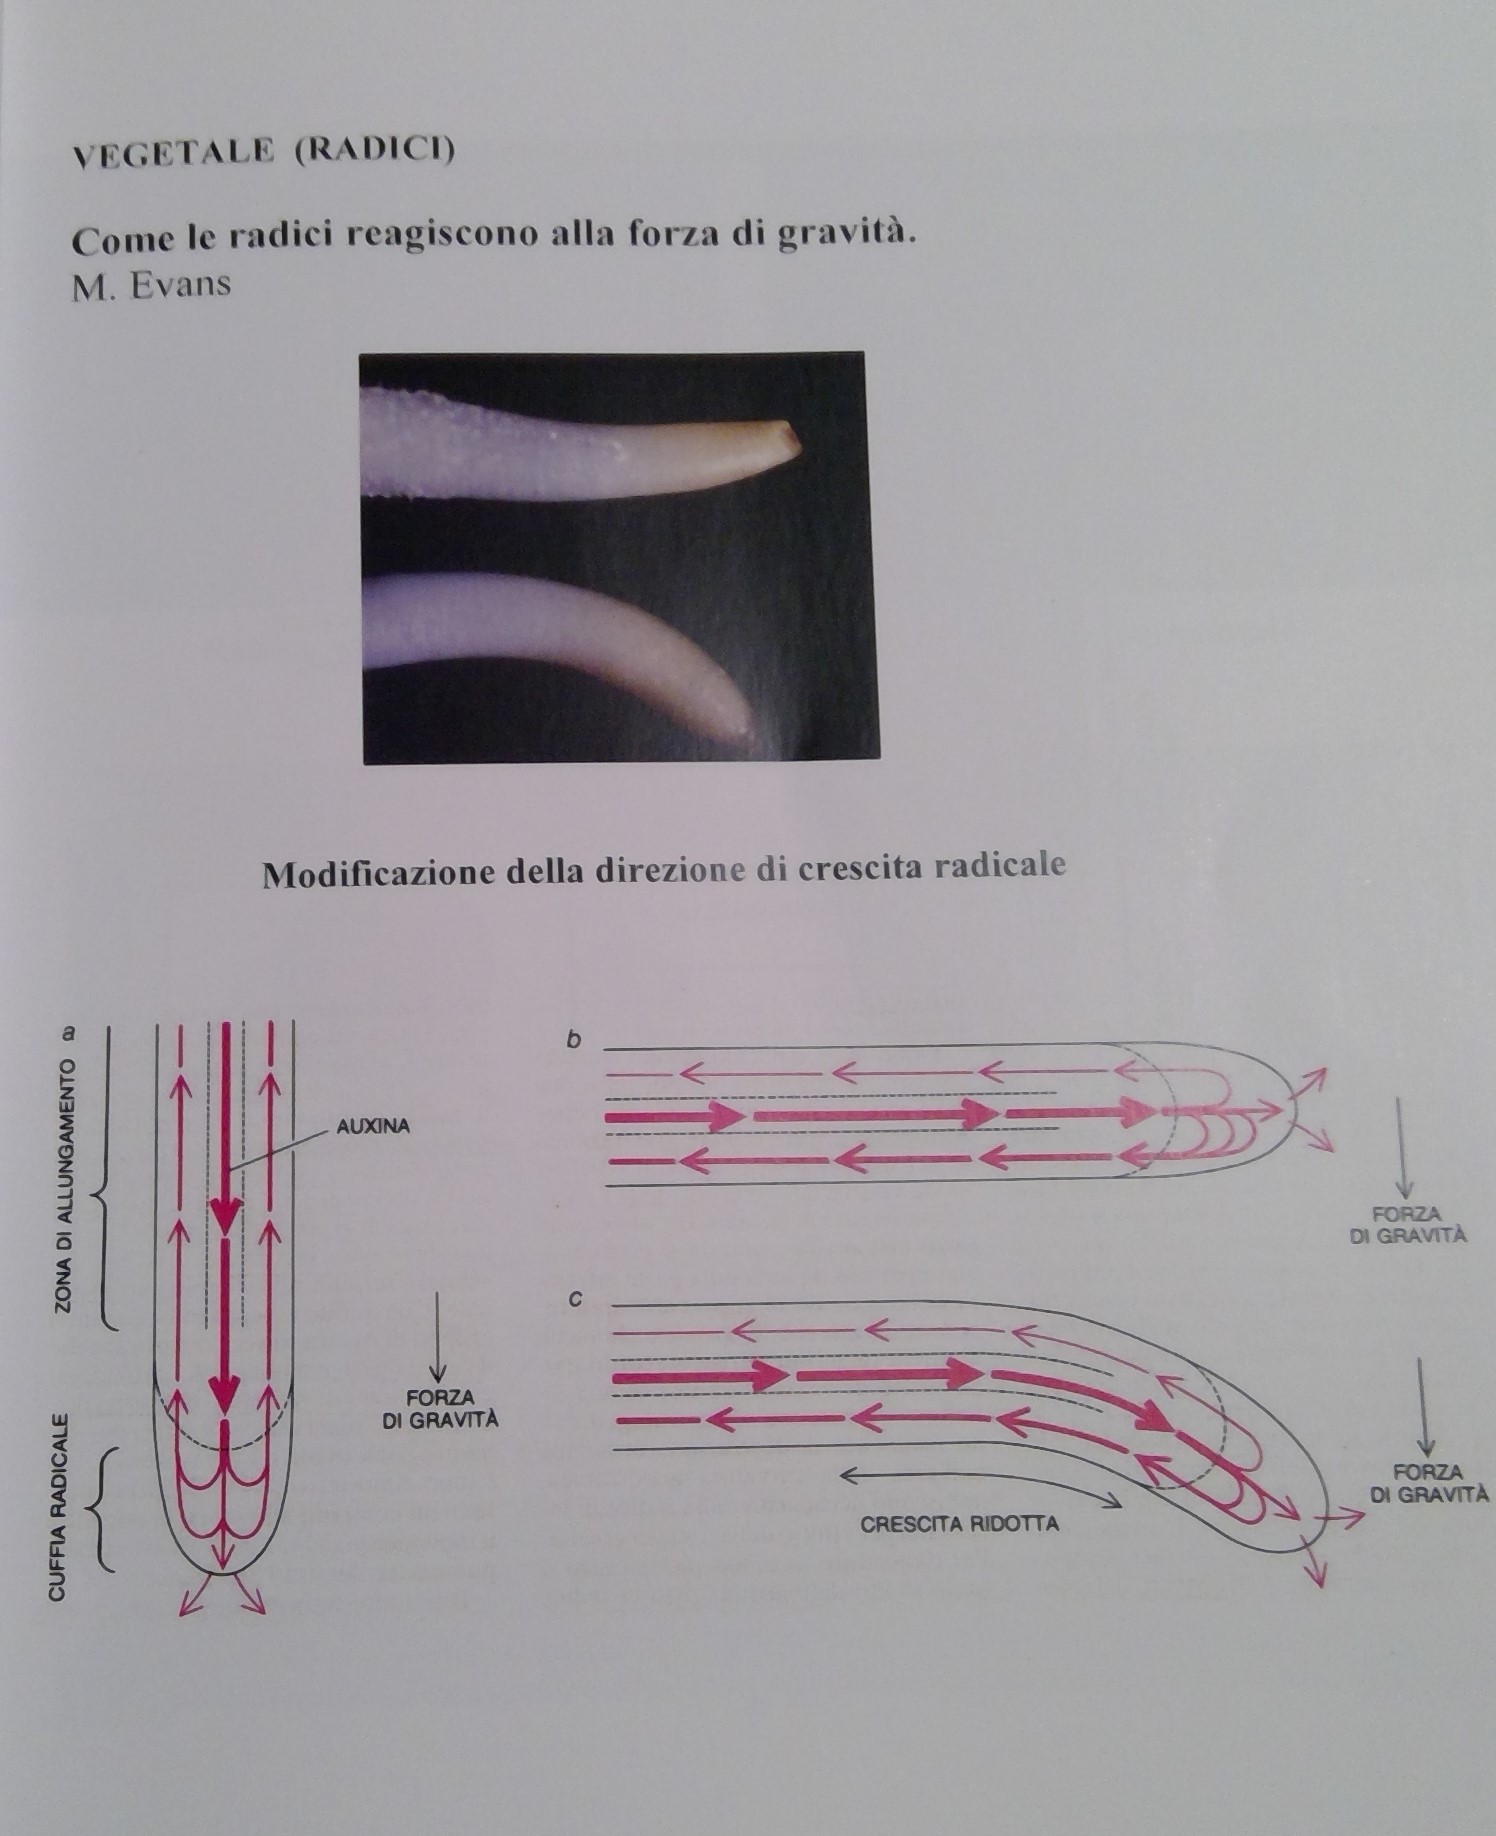 VEGETALE (RADICI)
Come le radici reagiscono alla forza di gravità.
M. Evans
Modificazione della direzione di crescita radicale
a
ZONA DI ALLUNGAMENTO
CUFFIA RADICALE
AUXINA
FORZA
DI GRAVITÀ
b
FORZA
DI GRAVITÀ
c
CRESCITA RIDOTTA
FORZA
DI GRAVITÀ